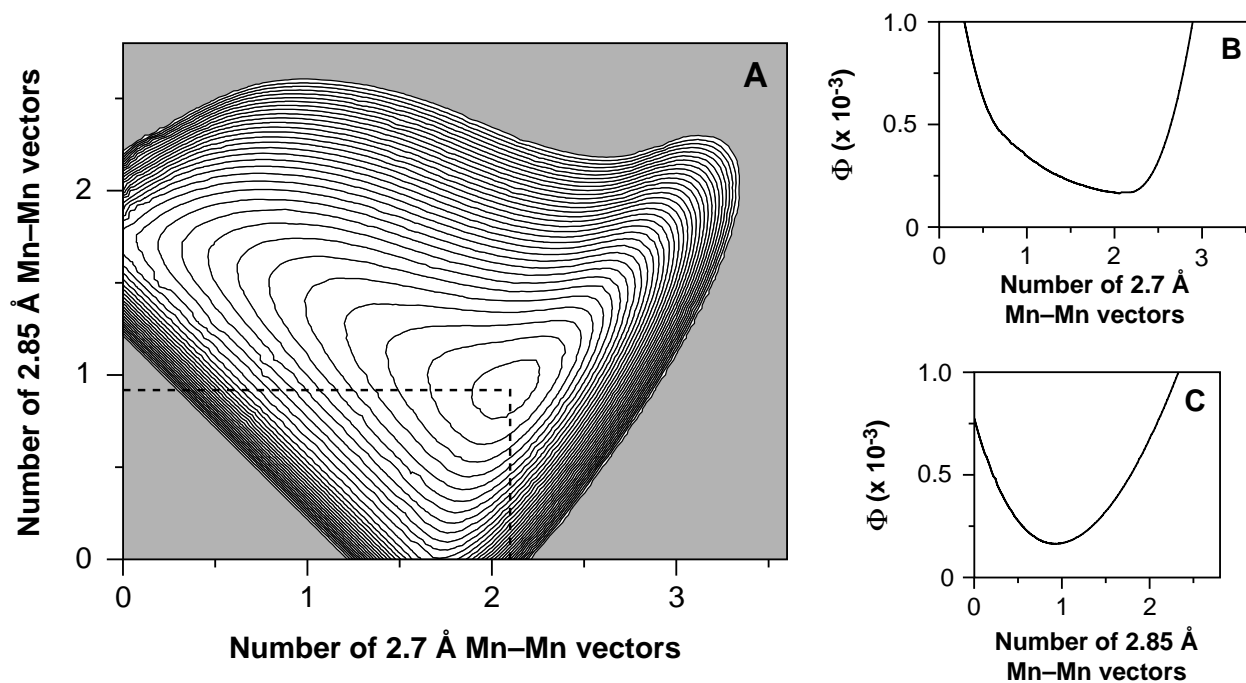 A
Number of 2.85 Å Mn–Mn vectors
2
1
0
0 1 2 3
Number of 2.7 Å Mn–Mn vectors
B
Φ (x 10-3)
1.0
0.5
0
0 1 2 3
Number of 2.7 Å
Mn–Mn vectors
C
Φ (x 10-3)
1.0
0.5
0
0 1 2
Number of 2.85 Å
Mn–Mn vectors